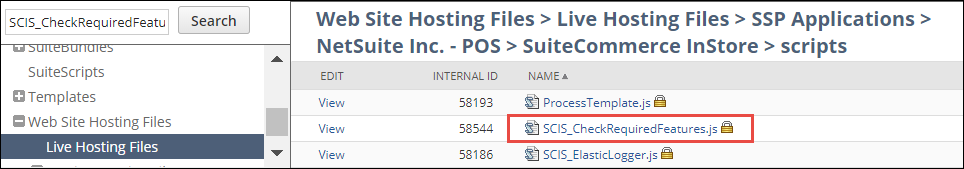 SCIS_CheckRequiredFeatu
Search
SuiteBundles
SuiteScripts
Templates
Web Site Hosting Files
Live Hosting Files
Web Site Hosting Files > Live Hosting Files > SSP Applications >
NetSuite Inc. - POS > SuiteCommerce InStore > scripts
EDIT INTERNAL ID NAME
View 58193 ProcessTemplate.js
View 58544 SCIS_CheckRequiredFeatures.js
View 58186 SCIS_ElasticLogger.js